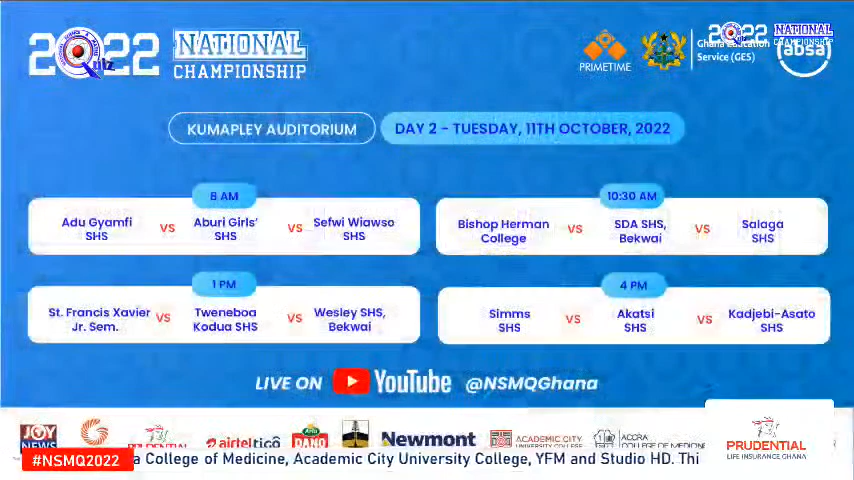 2022
Quiz
NATIONAL
CHAMPIONSHIP
PRIMETIME
Ghana Education
Service (GES)
2022
NATIONAL
CHAMPIONSHIP
absa
KUMAPLEY AUDITORIUM
DAY 2 - TUESDAY, 11TH OCTOBER, 2022
8 AM
Adu Gyamfi
SHS
VS
Aburi Girls'
SHS
VS
Sefwi Wiawso
SHS
10:30 AM
Bishop Herman
College
VS
SDA SHS,
Bekwai
VS
Salaga
SHS
1 PM
St. Francis Xavier
Jr. Sem.
VS
Tweneboa
Kodua SHS
VS
Wesley SHS,
Bekwai
4 PM
Simms
SHS
VS
Akatsi
SHS
VS
Kadjebi-Asato
SHS
LIVE ON YouTube @NSMQGhana
JOY
NEWS
PRUDENTIAL
airteltigo
PANO
Newmont
ACADEMIC CITY
UNIVERSITY COLLEGE
ACCRA
COLLEGE OF MEDICINE
PRUDENTIAL
LIFE INSURANCE GHANA
#NSMQ2022
a College of Medicine, Academic City University College, YFM and Studio HD. Thi